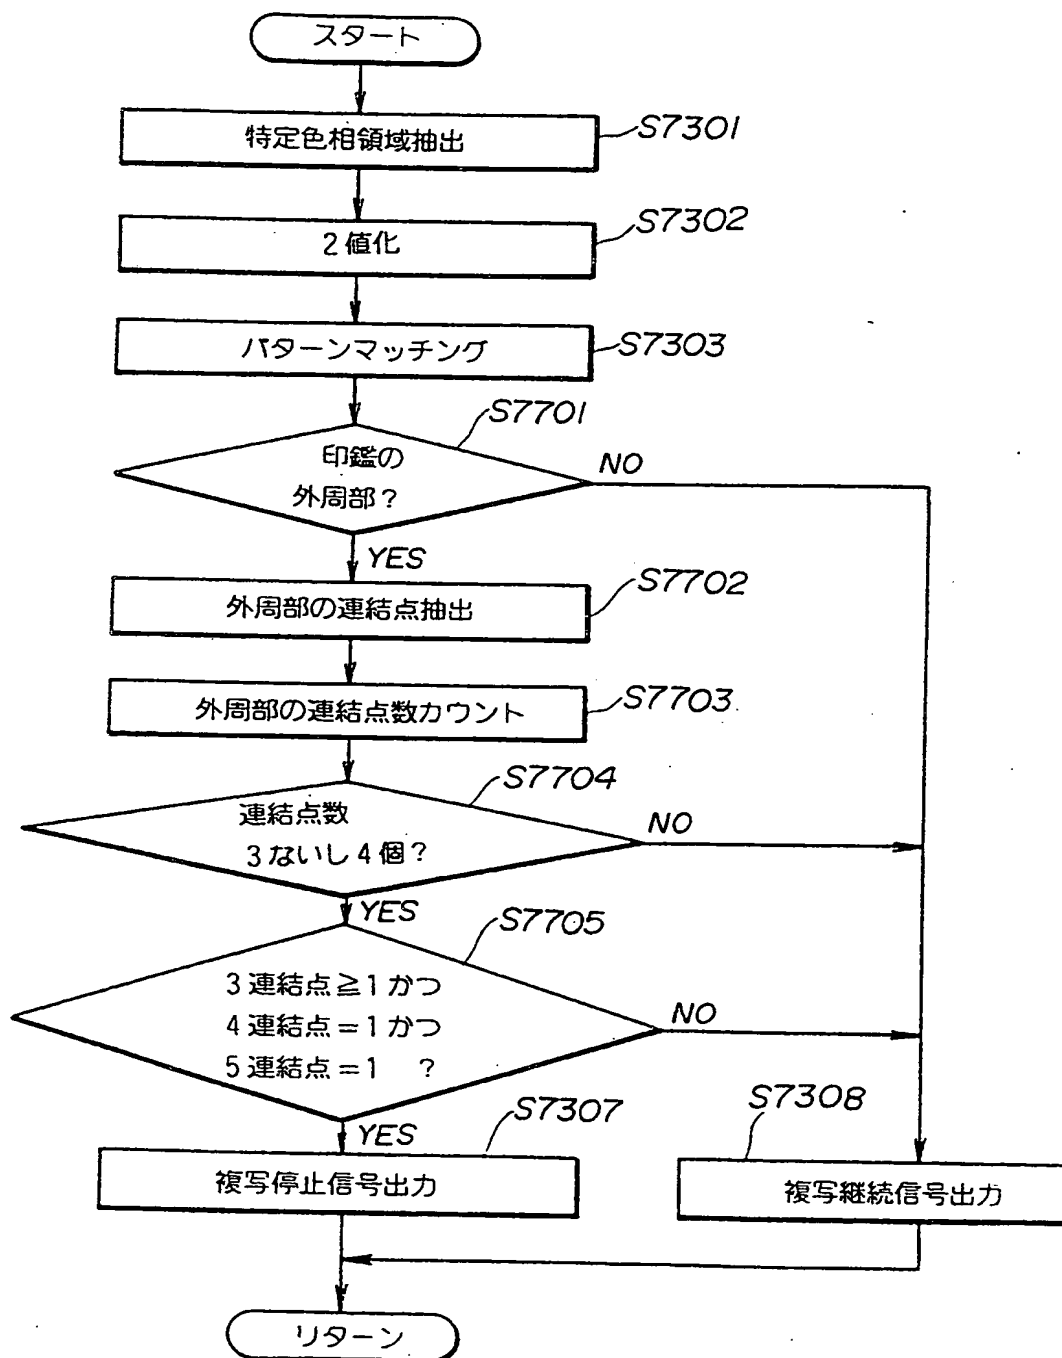 スタート
特定色相領域抽出
S7301
2値化
S7302
パターンマッチング
S7303
S7701
印鑑の
外周部?
NO
YES
外周部の連結点抽出
S7702
外周部の連結点数カウント
S7703
S7704
連結点数
3ないし4個?
NO
YES
S7705
3連結点≧1かつ
4連結点=1かつ
5連結点=1 ?
NO
YES
S7307
複写停止信号出力
S7308
複写継続信号出力
リターン